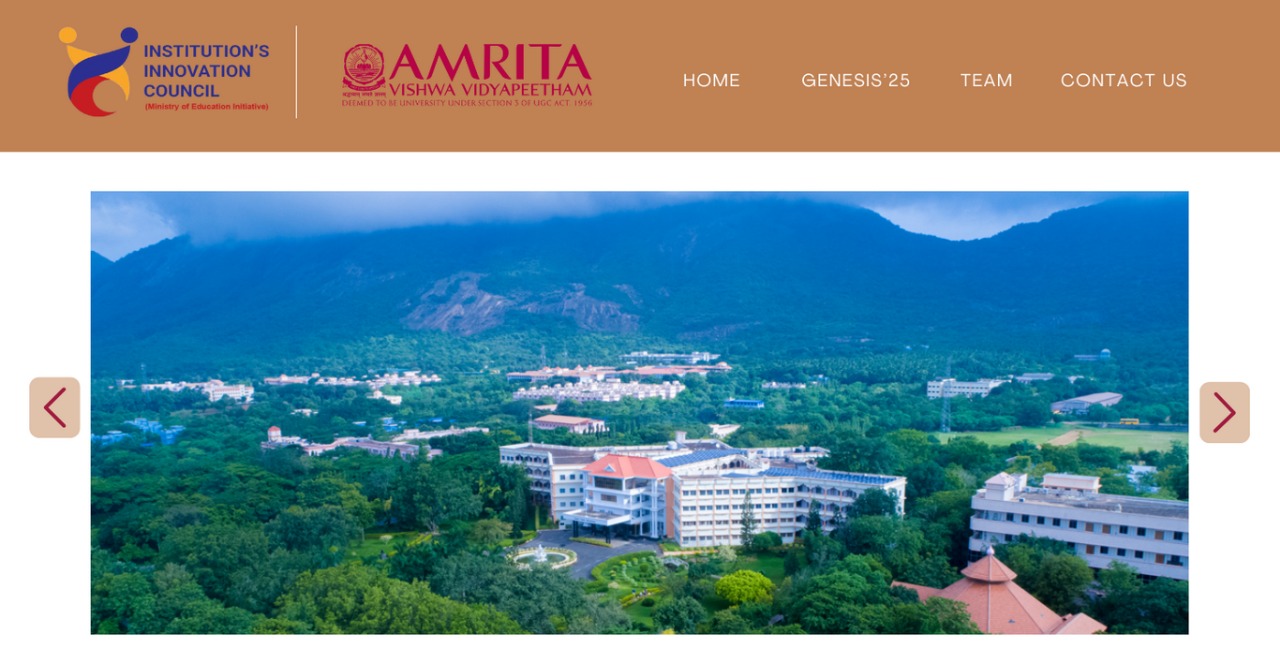 INSTITUTION'S
INNOVATION
COUNCIL
(Ministry of Education Initiative)
AMRITA
VISHWA VIDYAPEETHAM
DEEMED TO BE UNIVERSITY UNDER SECTION 3 OF UGC ACT. 1956
HOME
GENESIS'25
TEAM
CONTACT US